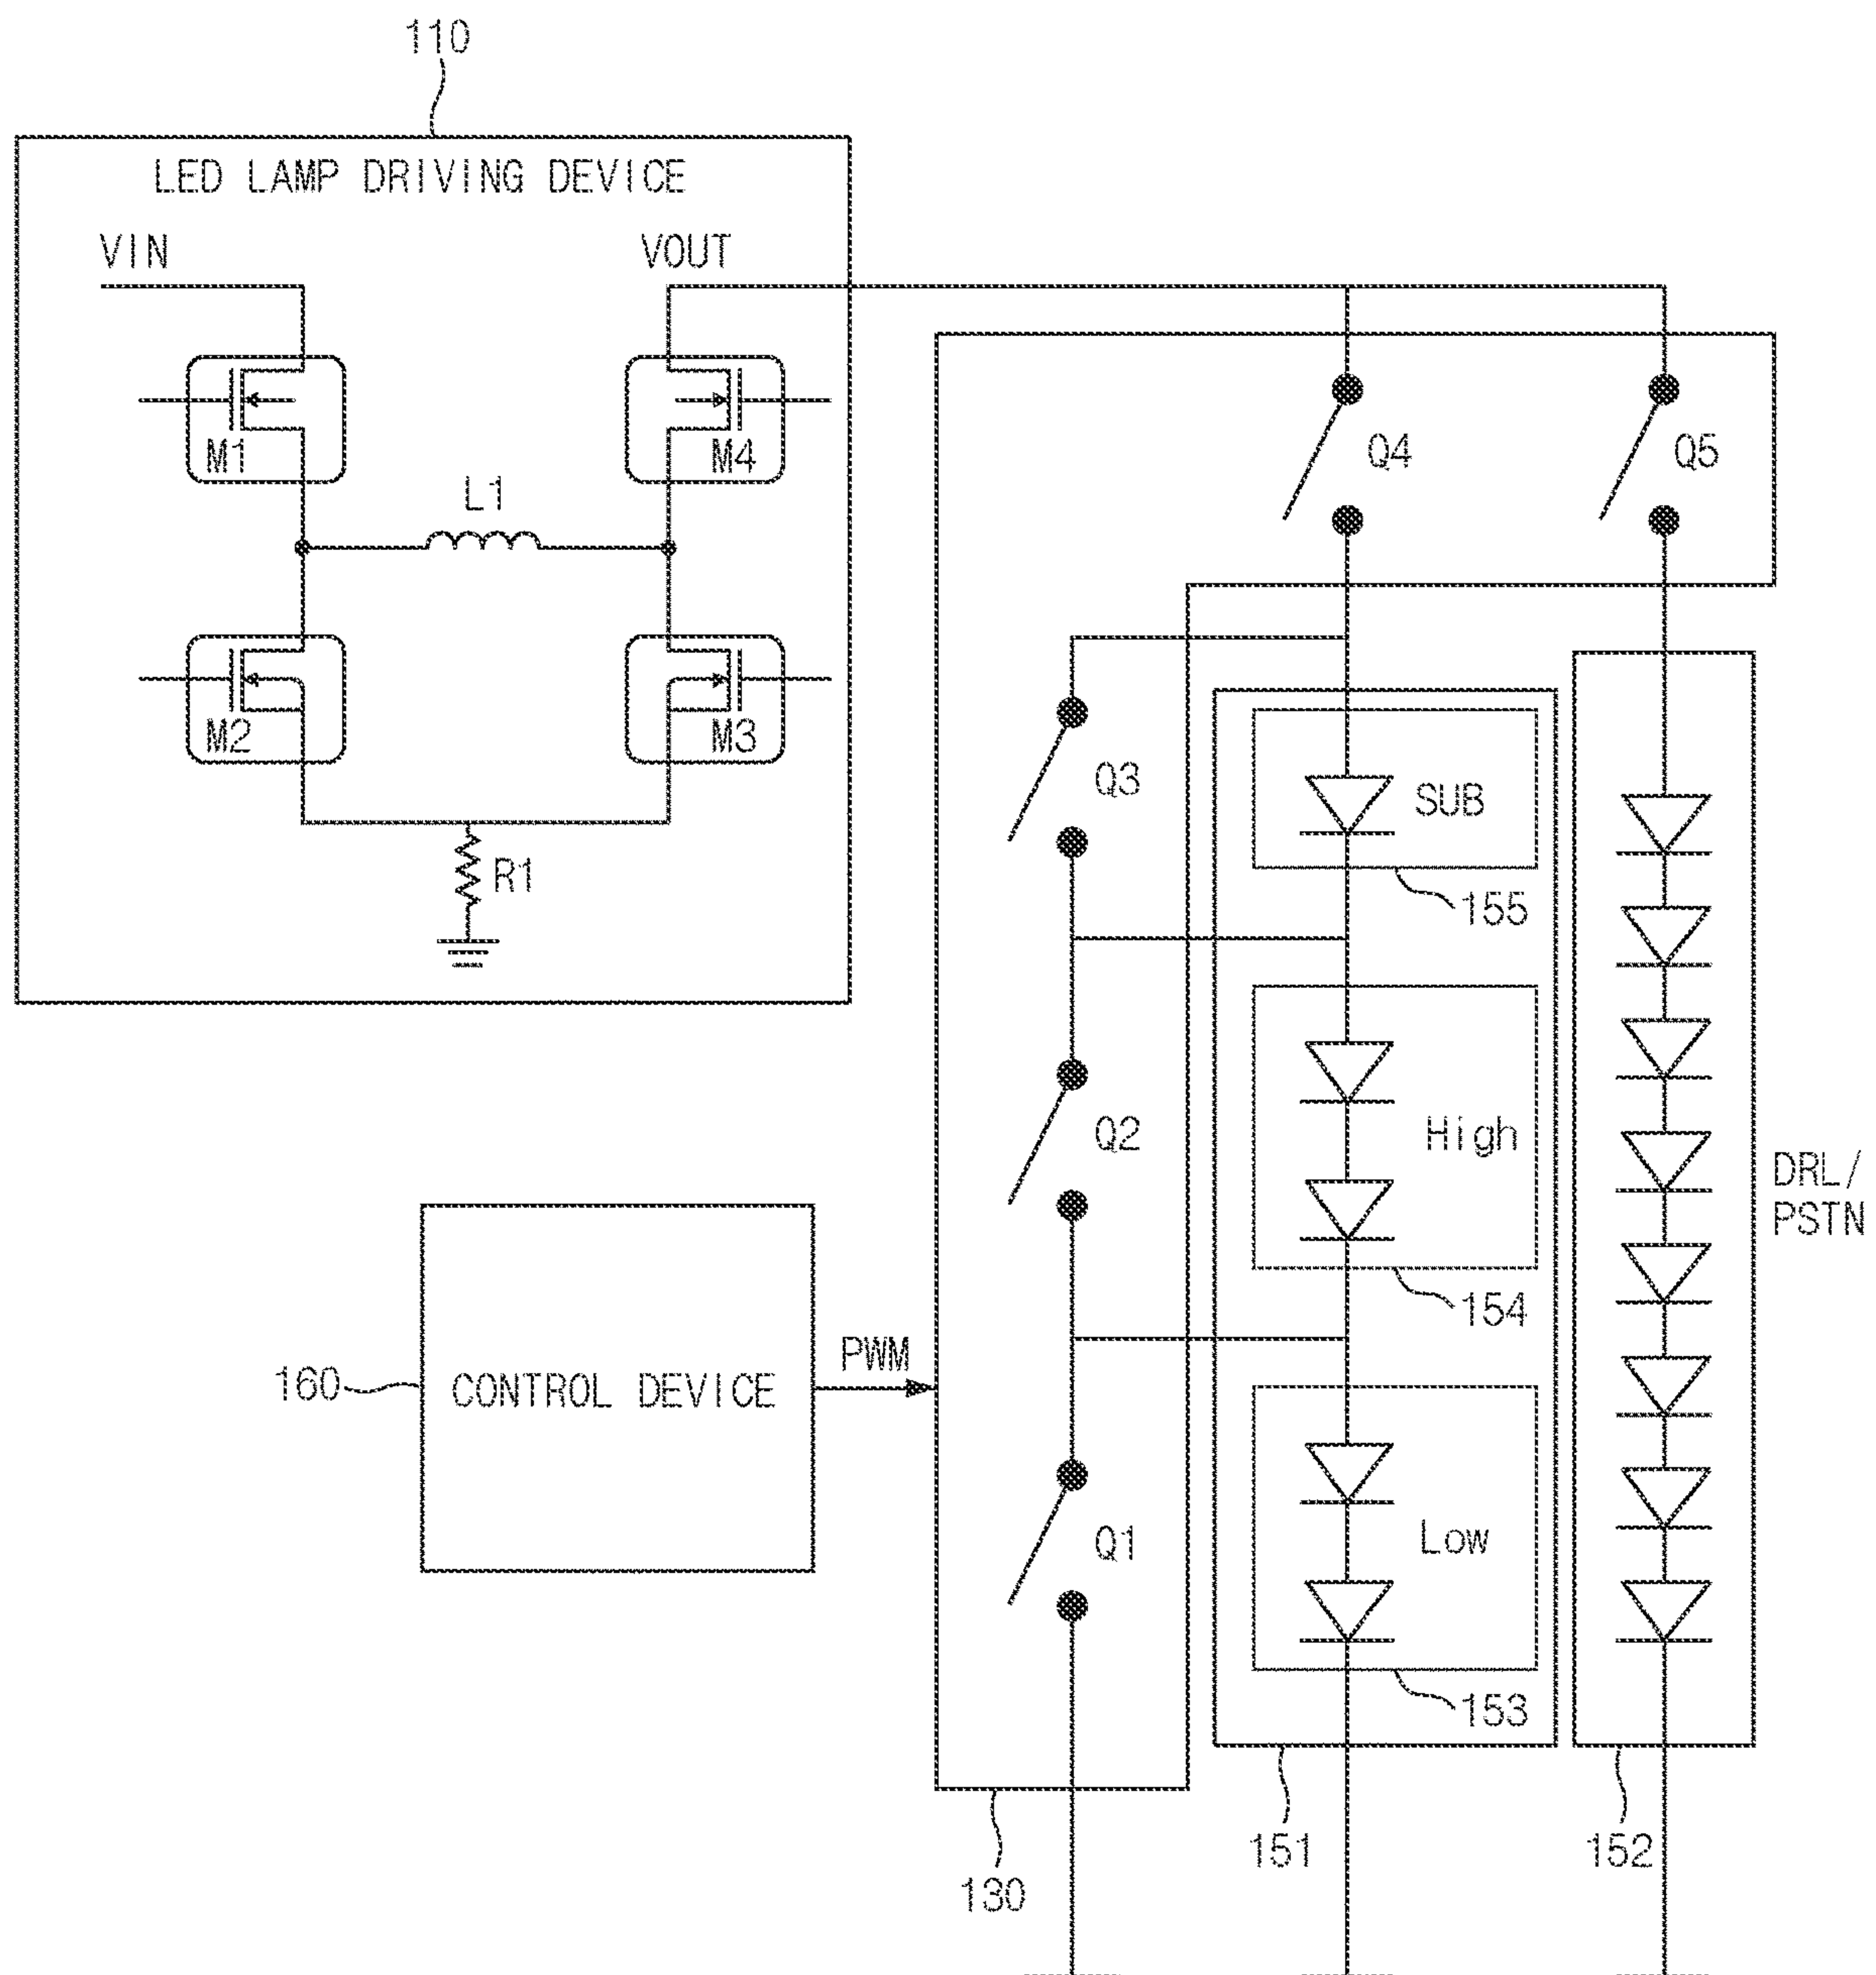 110
LED LAMP DRIVING DEVICE
VIN
VOUT
M1
M4
L1
Q4
Q5
M2
M3
Q3
SUB
R1
155
Q2
High
DRL/
PSTN
154
PWM
160
CONTROL DEVICE
Q1
Low
153
151
152
130